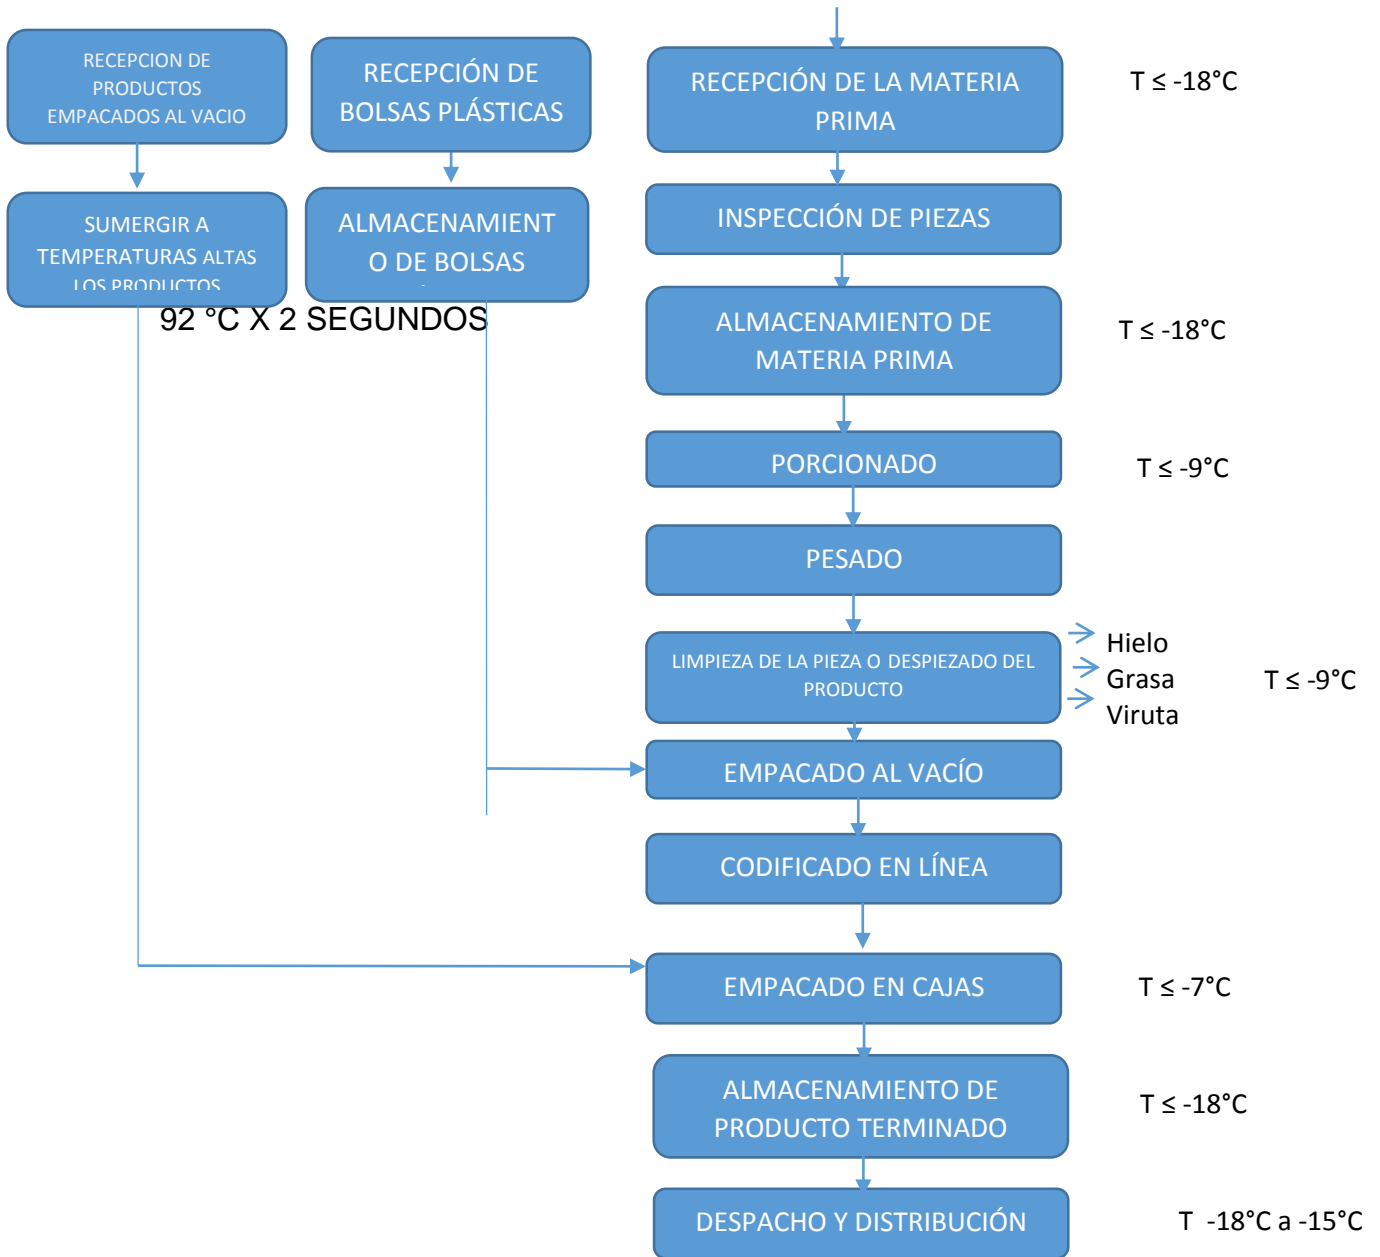 RECEPCION DE
PRODUCTOS
EMPACADOS AL VACIO
SUMERGIR A
TEMPERATURAS ALTAS
LOS PRODUCTOS
92 °C X 2 SEGUNDOS
RECEPCIÓN DE
BOLSAS PLÁSTICAS
ALMACENAMIENT
O DE BOLSAS
RECEPCIÓN DE LA MATERIA
PRIMA
T ≤ -18°C
INSPECCIÓN DE PIEZAS
ALMACENAMIENTO DE
MATERIA PRIMA
T ≤ -18°C
PORCIONADO
T ≤ -9°C
PESADO
LIMPIEZA DE LA PIEZA O DESPIEZADO DEL
PRODUCTO
Hielo
Grasa
Viruta
T ≤ -9°C
EMPACADO AL VACÍO
CODIFICADO EN LÍNEA
EMPACADO EN CAJAS
T ≤ -7°C
ALMACENAMIENTO DE
PRODUCTO TERMINADO
T ≤ -18°C
DESPACHO Y DISTRIBUCIÓN
T -18°C a -15°C